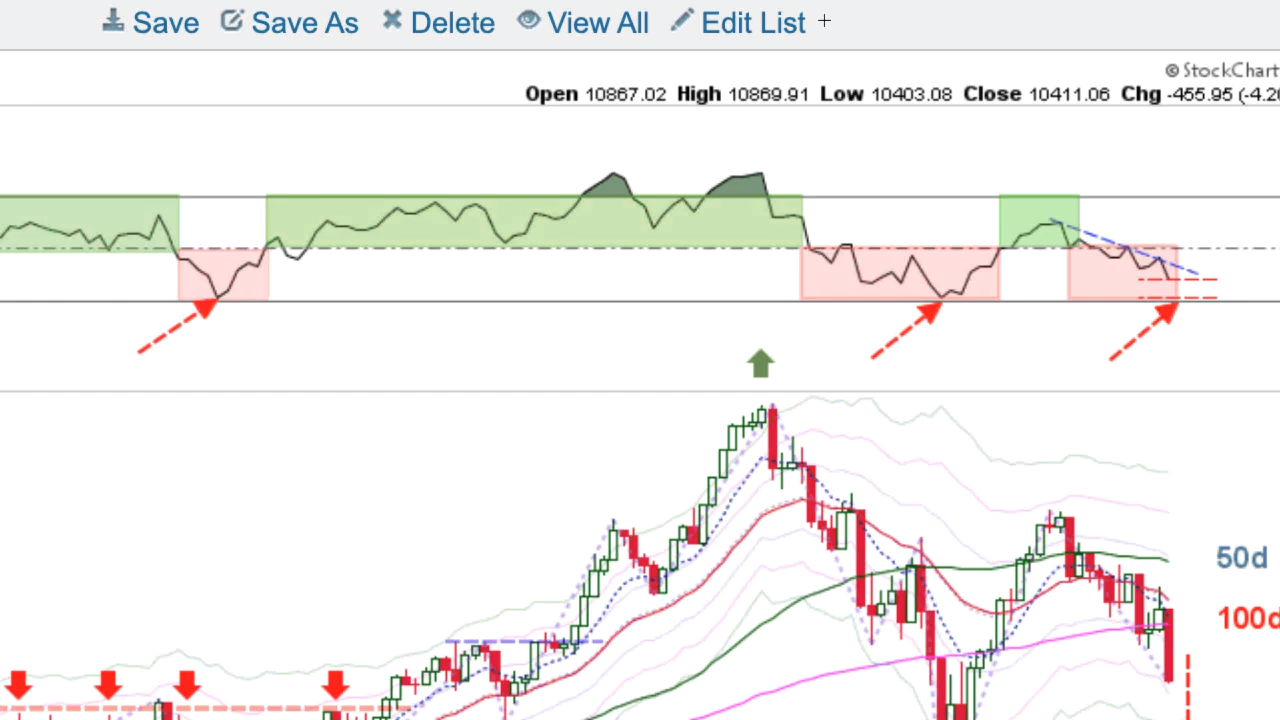 Save Save As Delete View All Edit List
© StockChart
Open 10867.02 High 10869.91 Low 10403.08 Close 10411.06 Chg -455.95 (-4.20
50d
100d